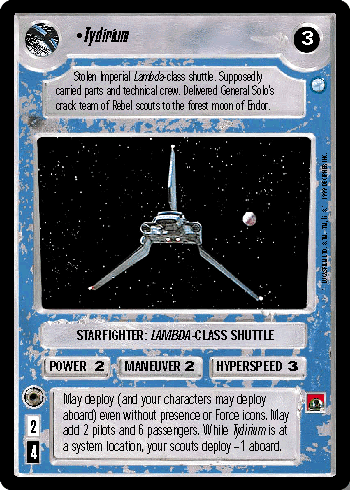 •Tydirium
3
Stolen Imperial Lambda-class shuttle. Supposedly
carried parts and technical crew. Delivered General Solo's
crack team of Rebel scouts to the forest moon of Endor.
STARFIGHTER: LAMBDA-CLASS SHUTTLE
POWER 2
MANEUVER 2
HYPERSPEED 3
May deploy (and your characters may deploy
aboard) even without presence or Force icons. May
add 2 pilots and 6 passengers. While Tydirium is at
a system location, your scouts deploy -1 aboard.
2
4